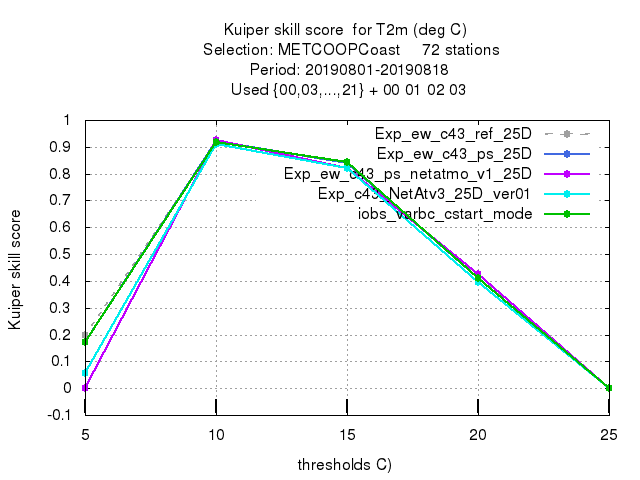 Kuiper skill score  for T2m (deg C)
Selection: METCOOPCoast     72 stations
Period: 20190801-20190818
Used {00,03,...,21} + 00 01 02 03
1
0.9
0.8
0.7
0.6
0.5
0.4
0.3
0.2
0.1
0
-0.1
Kuiper skill score
Exp_ew_c43_ref_25D
Exp_ew_c43_ps_25D
Exp_ew_c43_ps_netatmo_v1_25D
Exp_c43_NetAtv3_25D_ver01
iobs_varbc_cstart_mode
5 10 15 20 25
thresholds C)